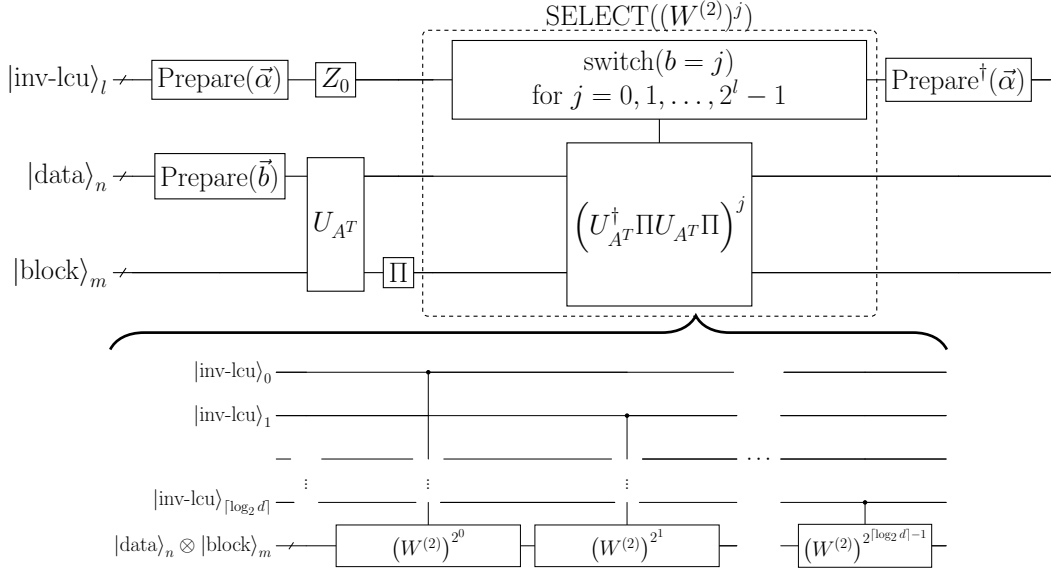 SELECT((W^{(2)})^j)
|inv-lcu⟩_l Prepare(α⃗) Z_0 switch(b = j) Prepare^†(α⃗)
for j = 0, 1, …, 2^l − 1
|data⟩_n Prepare(b⃗)
U_{A^T} (U^†_{A^T} Π U_{A^T} Π)^j
|block⟩_m Π
|inv-lcu⟩_0
|inv-lcu⟩_1
⋯
⋮ ⋮ ⋮
|inv-lcu⟩_{⌈log_2 d⌉}
|data⟩_n ⊗ |block⟩_m (W^{(2)})^{2^0} (W^{(2)})^{2^1} (W^{(2)})^{2^{⌈log_2 d⌉−1}}